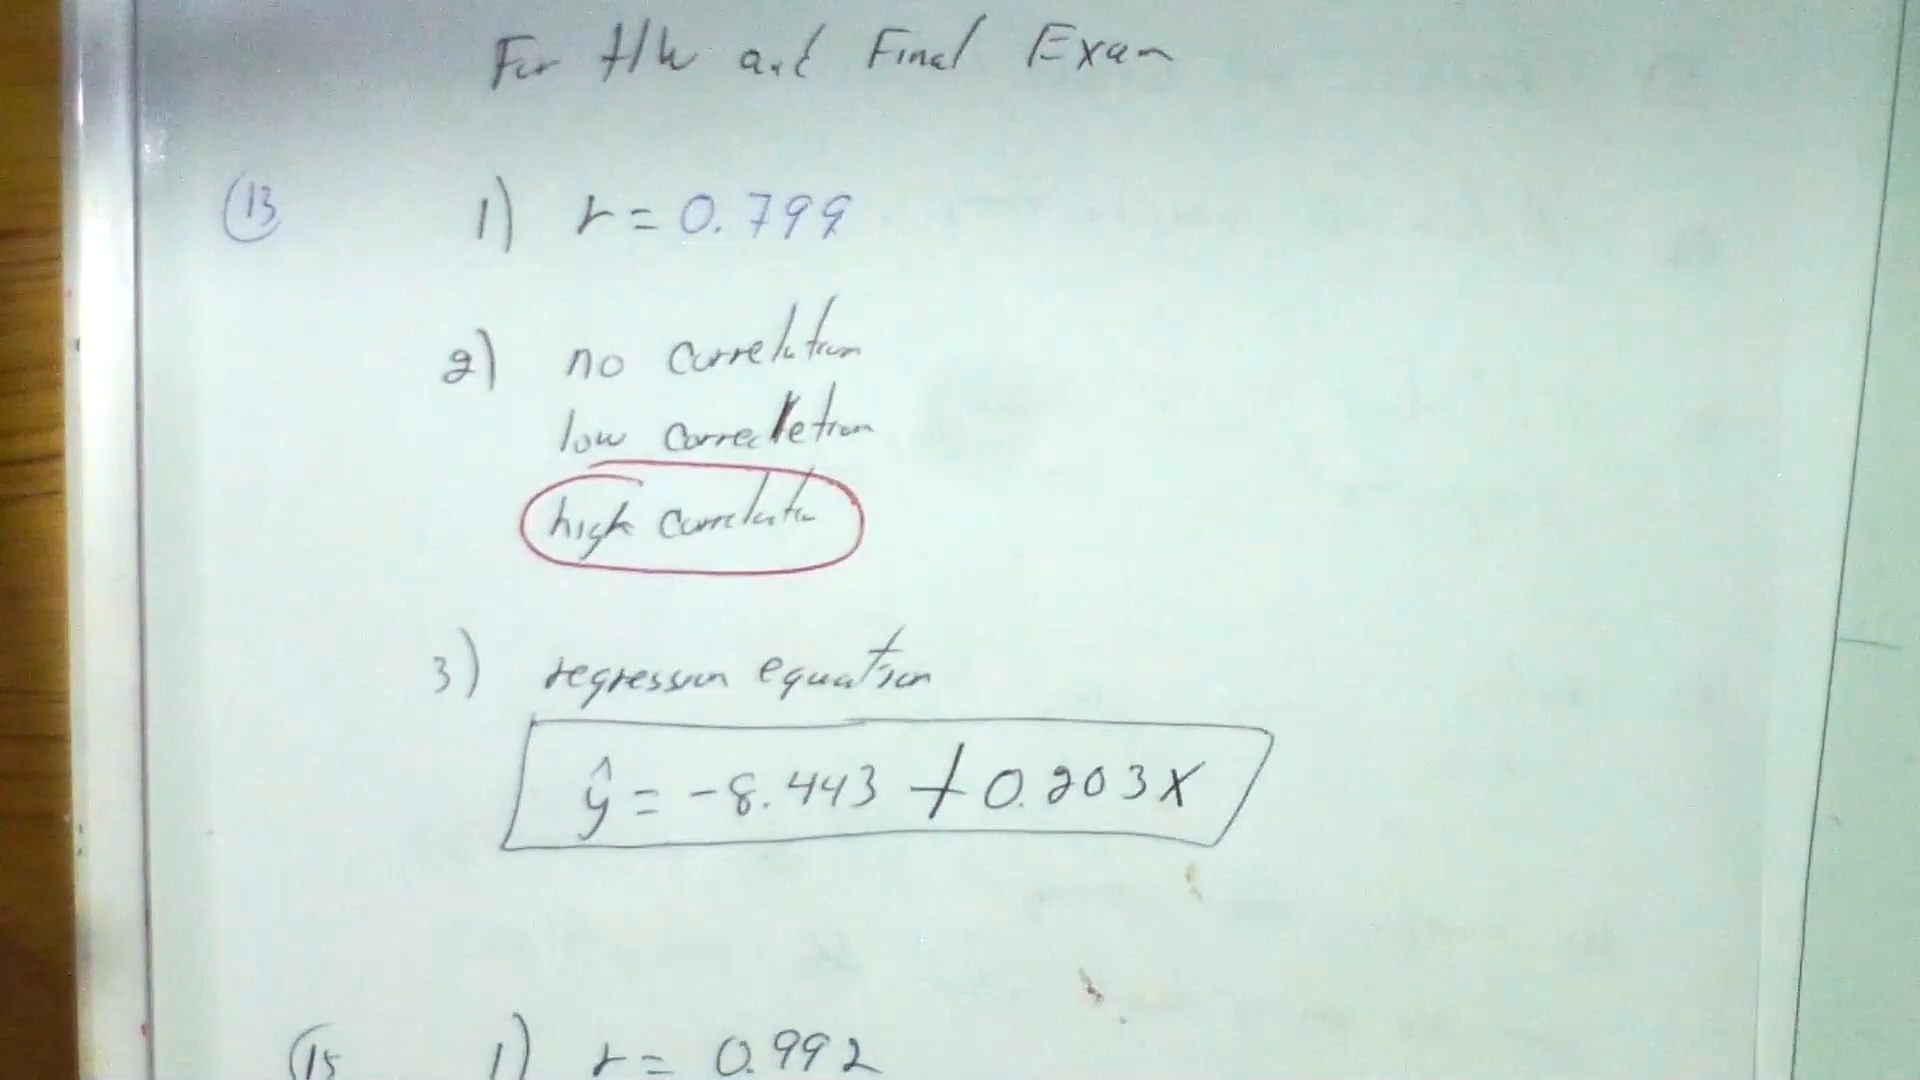 For H/W and Final Exam
13 1) r = 0.799
2) no correlation
low correletion
high correlation
3) regression equation
ŷ = -8.443 + 0.203X
15 1) r = 0.992